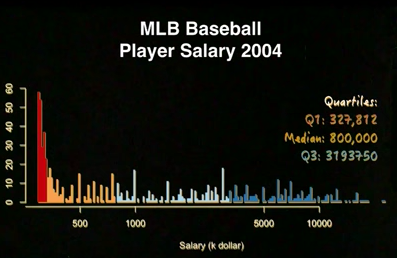 MLB Baseball
Player Salary 2004
Quartiles:
Q1: 327,812
Median: 800,000
Q3: 3193750
60
50
40
30
20
10
0
500 1000 5000 10000
Salary (k dollar)